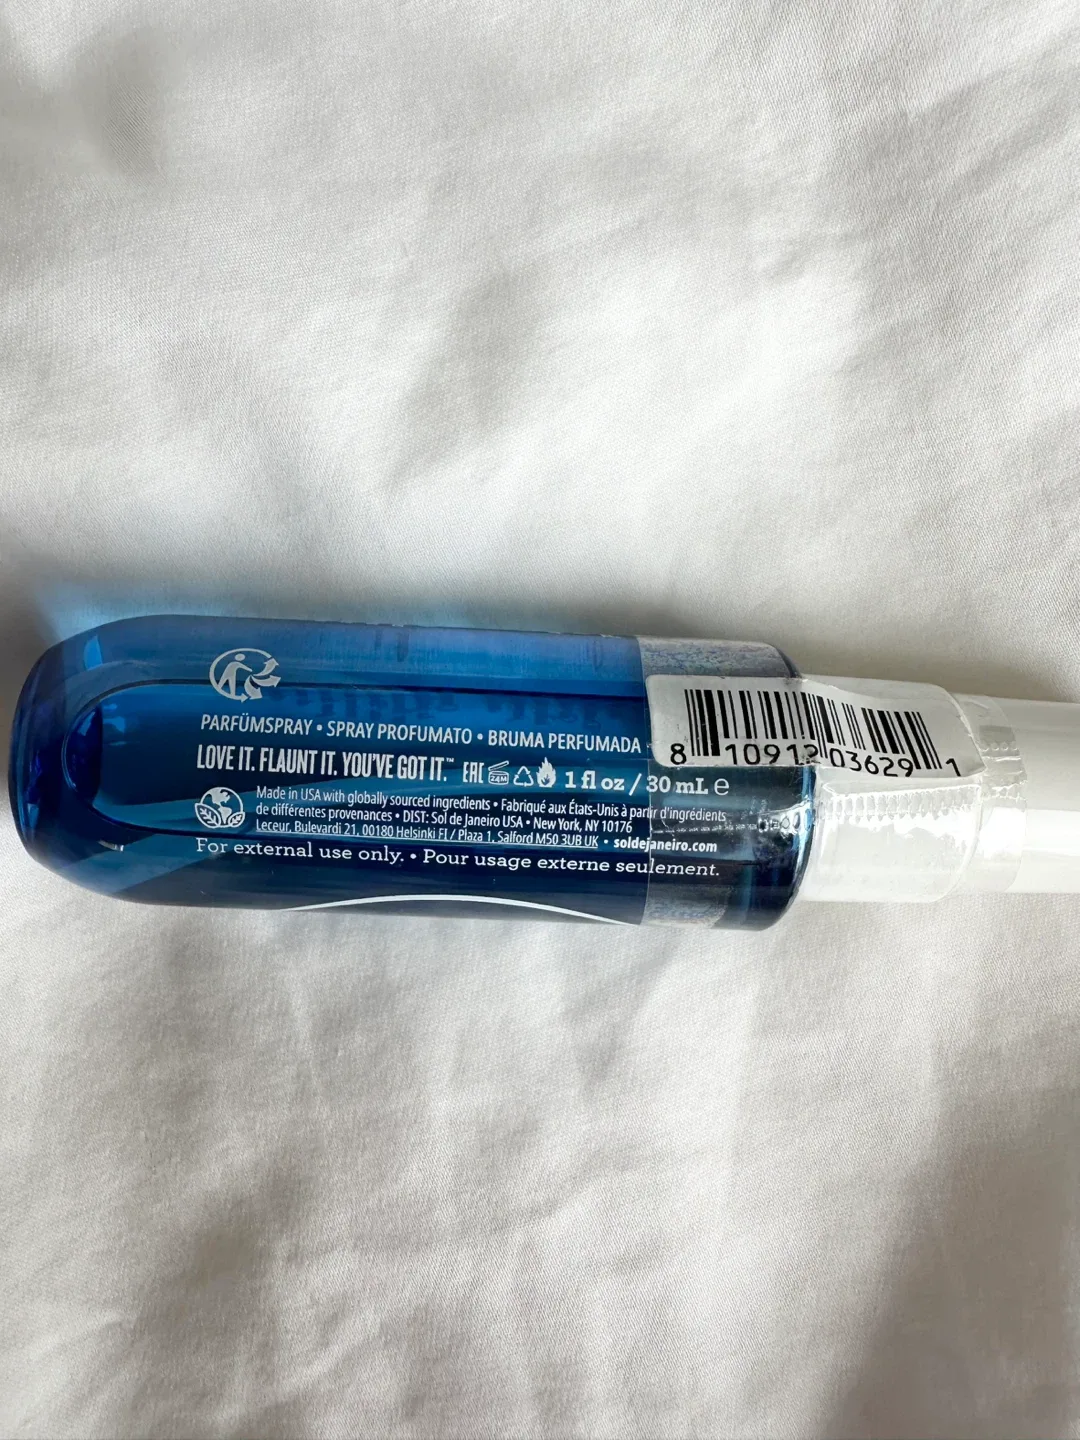 PARFÜMSPRAY • SPRAY PROFUMATO • BRUMA PERFUMADA
LOVE IT. FLAUNT IT. YOU'VE GOT IT.™ EAC 24M 1 fl oz / 30 mL ℮
Made in USA with globally sourced ingredients • Fabriqué aux États-Unis à partir d'ingrédients
de différentes provenances • DIST: Sol de Janeiro USA • New York, NY 10176
Leceur, Bulevardi 21, 00180 Helsinki FI / Plaza 1, Salford M50 3UB UK • soldejaneiro.com
For external use only. • Pour usage externe seulement.
8 10912 03629 1